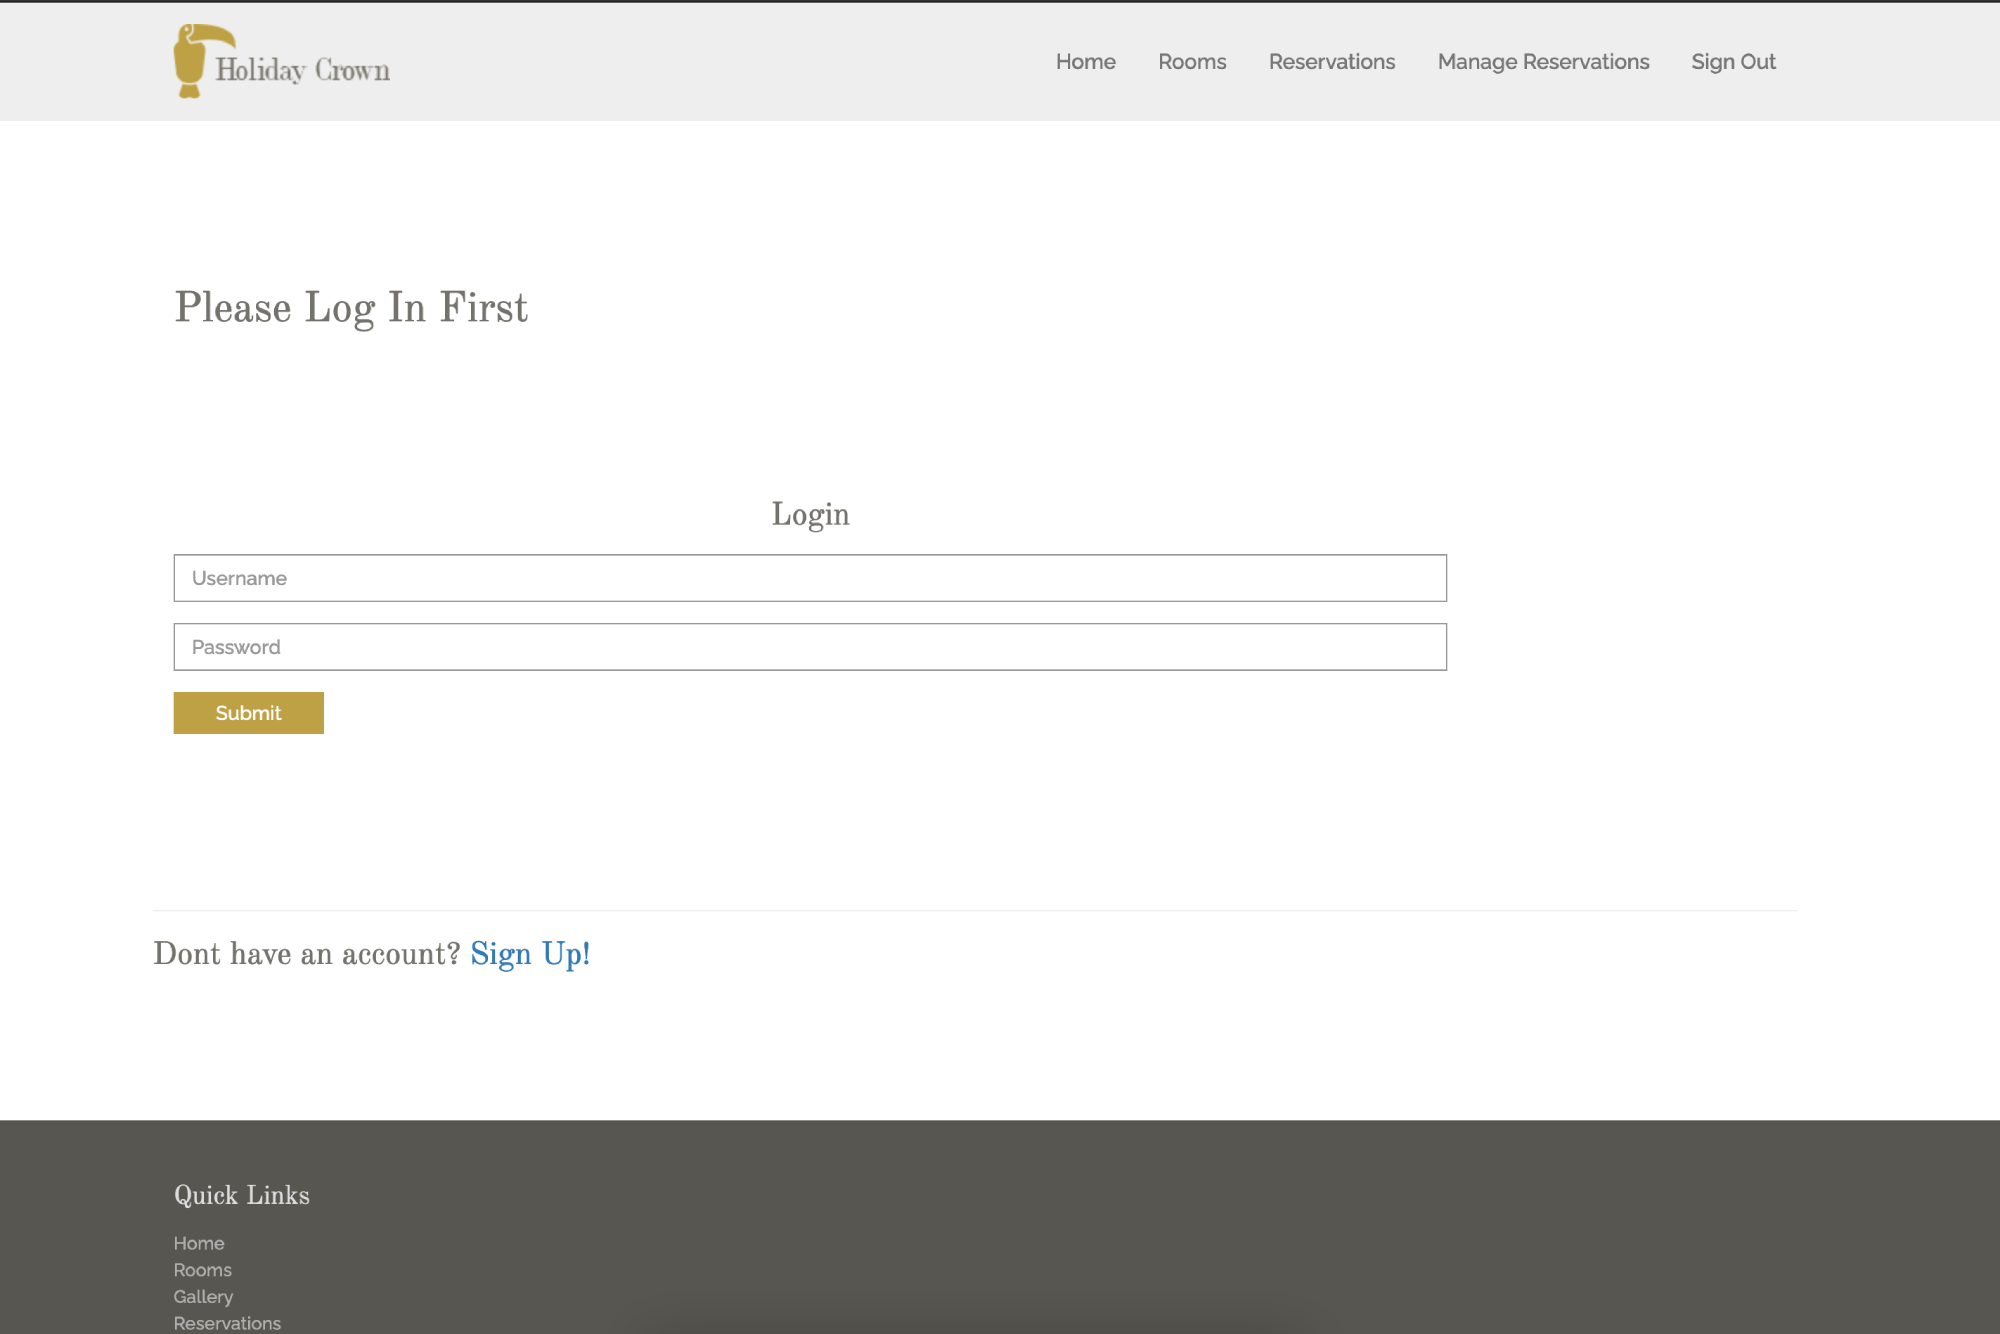 Holiday Crown
Home Rooms Reservations Manage Reservations Sign Out
Please Log In First
Login
Username
Password
Submit
Dont have an account? Sign Up!
Quick Links
Home
Rooms
Gallery
Reservations